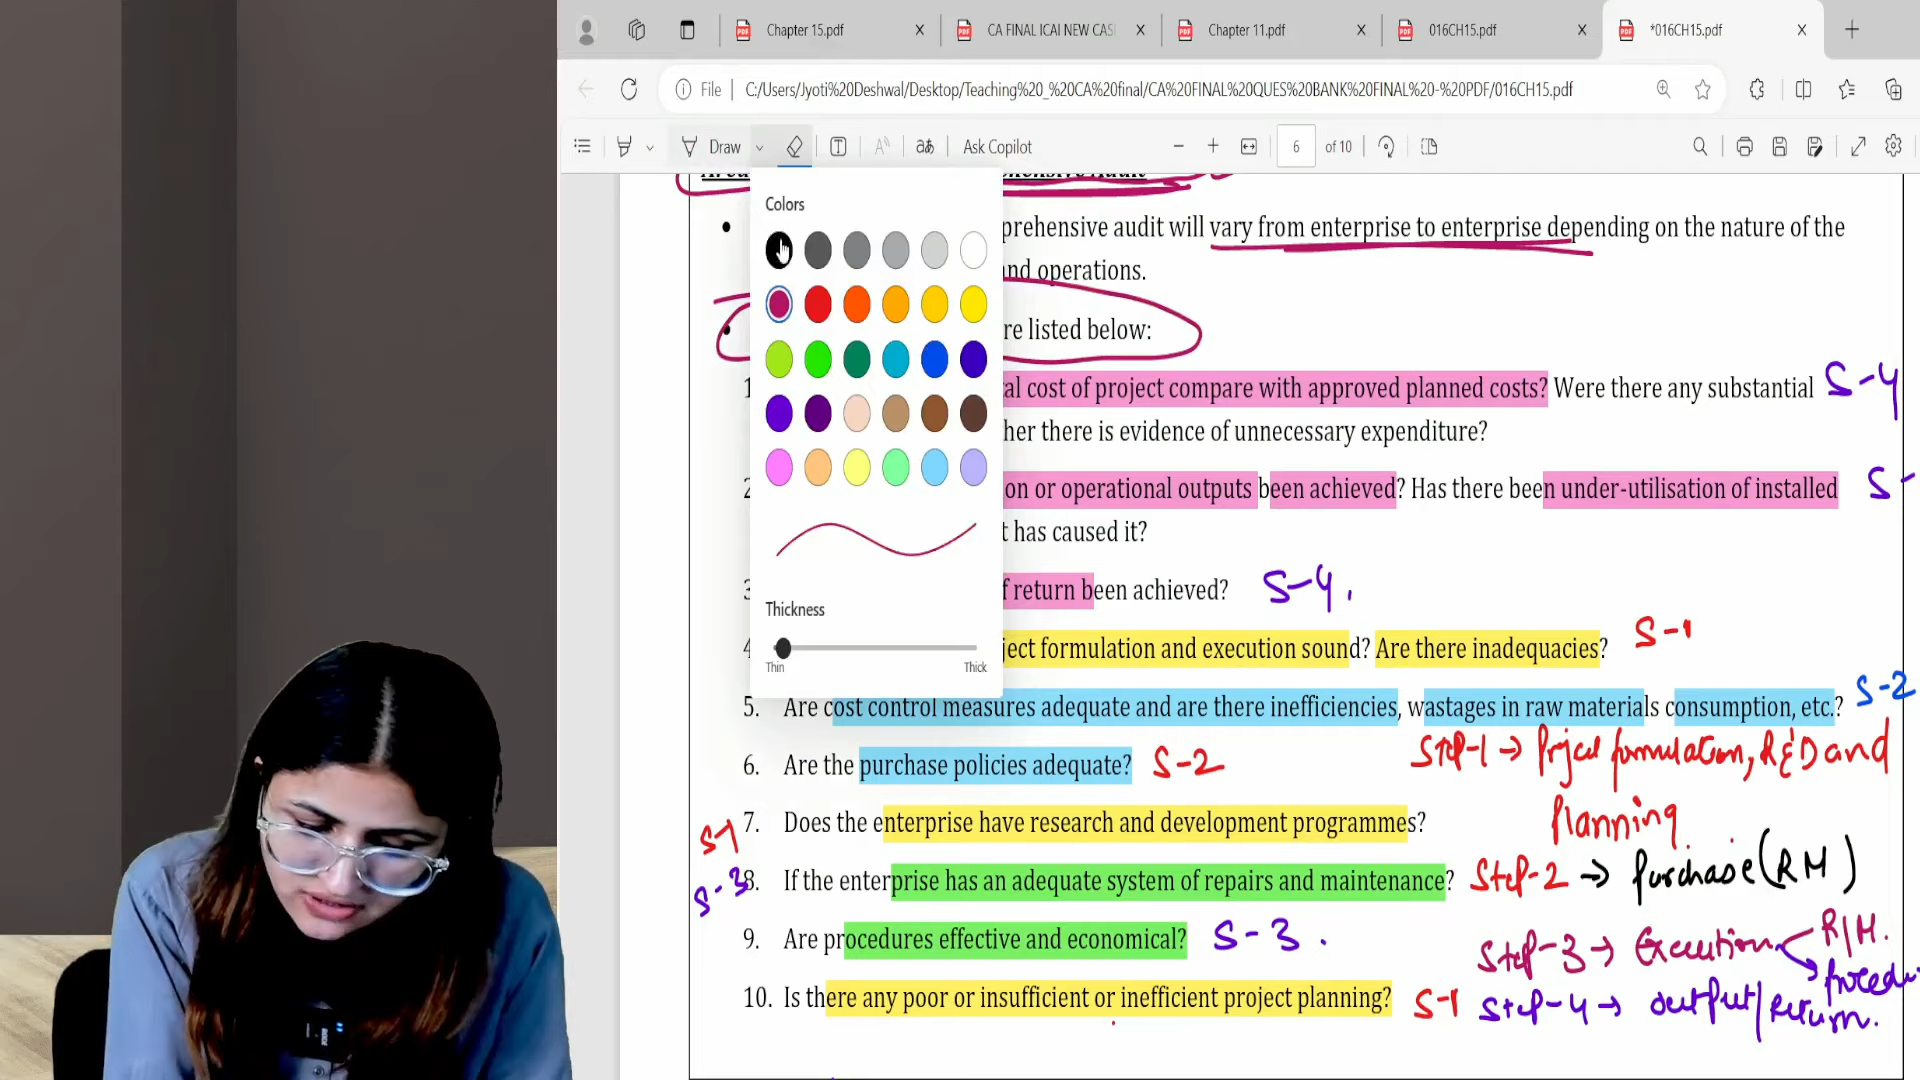 Chapter 15.pdf
CA FINAL ICAI NEW CAS
Chapter 11.pdf
016CH15.pdf
*016CH15.pdf
File C:/Users/Jyoti%20Deshwal/Desktop/Teaching%20_%20CA%20final/CA%20FINAL%20QUES%20BANK%20FINAL%20-%20PDF/016CH15.pdf
Draw
aあ
Ask Copilot
6 of 10
Colors
prehensive audit will vary from enterprise to enterprise depending on the nature of the
nd operations.
re listed below:
al cost of project compare with approved planned costs? Were there any substantial S-4
her there is evidence of unnecessary expenditure?
2 on or operational outputs been achieved? Has there been under-utilisation of installed S-
t has caused it?
3 f return been achieved? S-4.
Thickness
Thin Thick
4 ject formulation and execution sound? Are there inadequacies? S-1
5. Are cost control measures adequate and are there inefficiencies, wastages in raw materials consumption, etc.? S-2
6. Are the purchase policies adequate? S-2
Step-1 → Projec formulation, R&D and
Planning
S-1 7. Does the enterprise have research and development programmes?
S-3 8. If the enterprise has an adequate system of repairs and maintenance?
Step-2 → Purchase (RM)
9. Are procedures effective and economical? S-3.
Step-3 → Execution R/M.
10. Is there any poor or insufficient or inefficient project planning? S-1
Step-4 → output/Return.